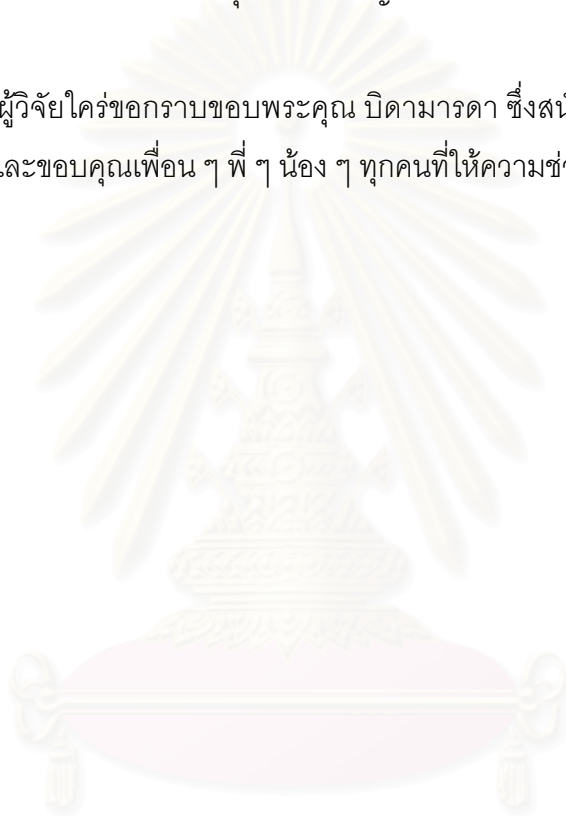 ผู้วิจัยใคร่ขอกราบขอบพระคุณ บิดามารดา ซึ่งสน
และขอบคุณเพื่อน ๆ พี่ ๆ น้อง ๆ ทุกคนที่ให้ความช่ว